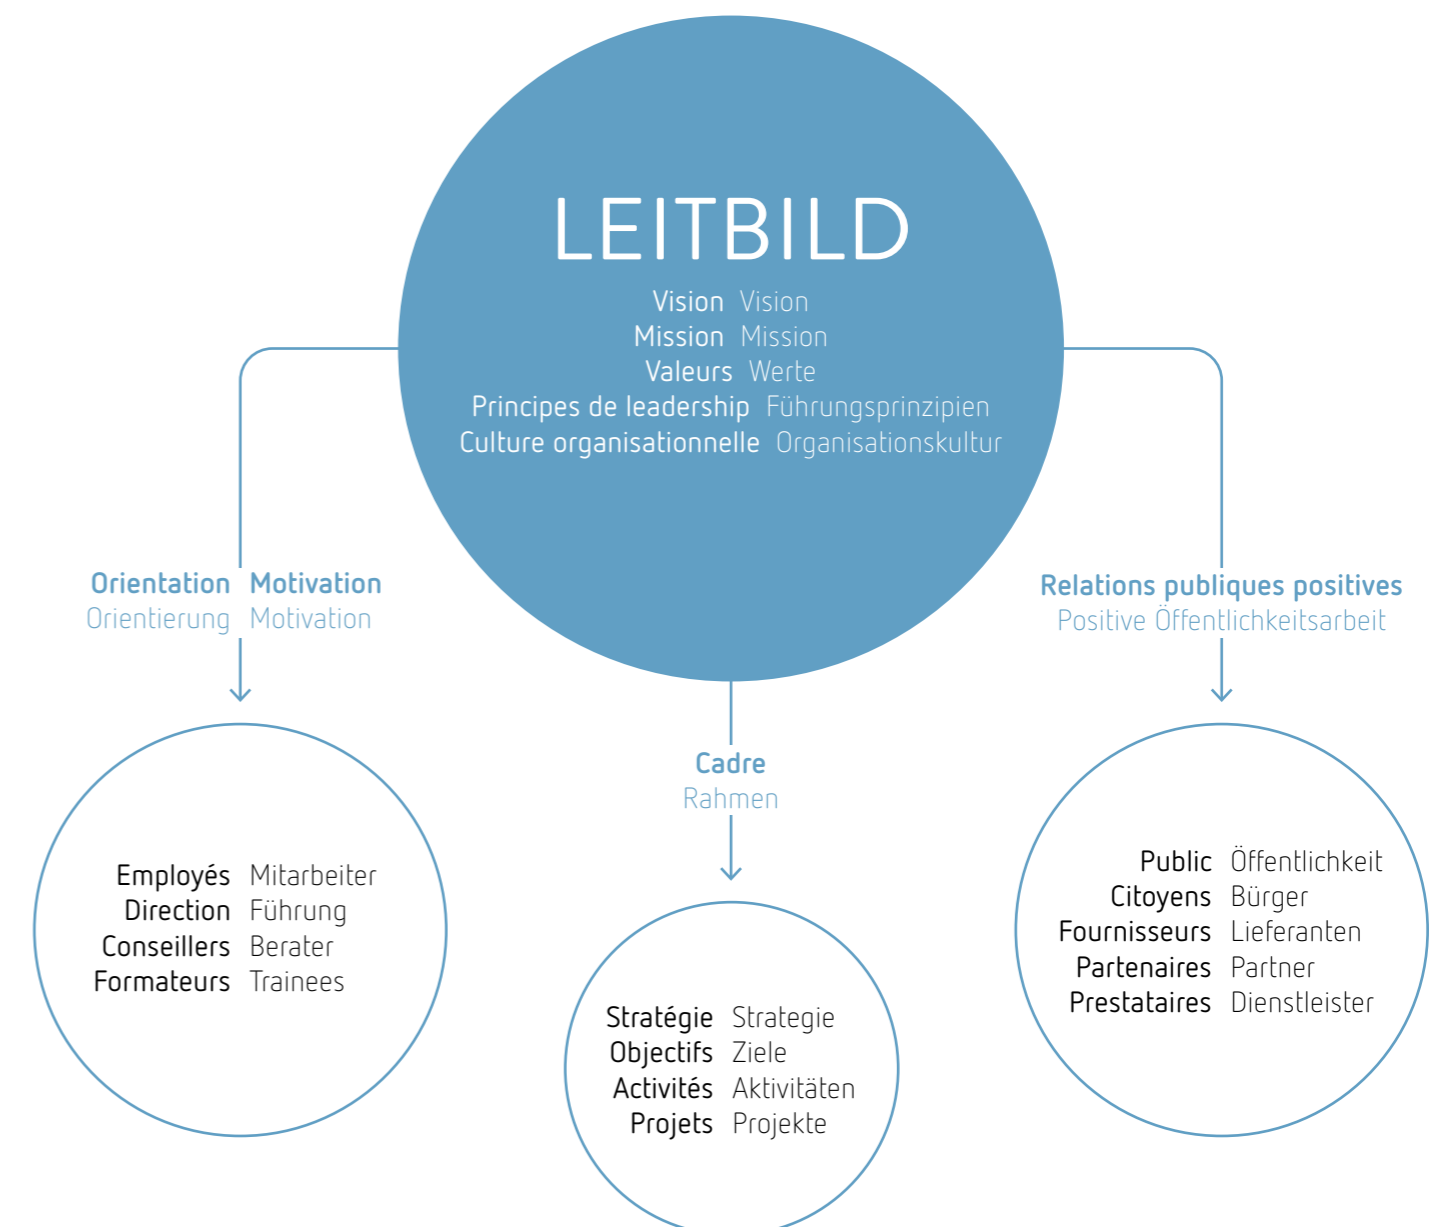 LEITBILD
Vision Vision
Mission Mission
Valeurs Werte
Principes de leadership Führungsprinzipien
Culture organisationnelle Organisationskultur
Orientation Motivation
Orientierung Motivation
Relations publiques positives
Positive Öffentlichkeitsarbeit
Cadre
Rahmen
Employés Mitarbeiter
Direction Führung
Conseillers Berater
Formateurs Trainees
Stratégie Strategie
Objectifs Ziele
Activités Aktivitäten
Projets Projekte
Public Öffentlichkeit
Citoyens Bürger
Fournisseurs Lieferanten
Partenaires Partner
Prestataires Dienstleister